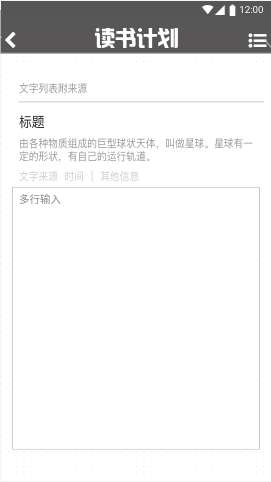 12:00
读书计划
文字列表附来源
标题
由各种物质组成的巨型球状天体，叫做星球。星球有一
定的形状，有自己的运行轨道。
文字来源 时间 | 其他信息
多行输入